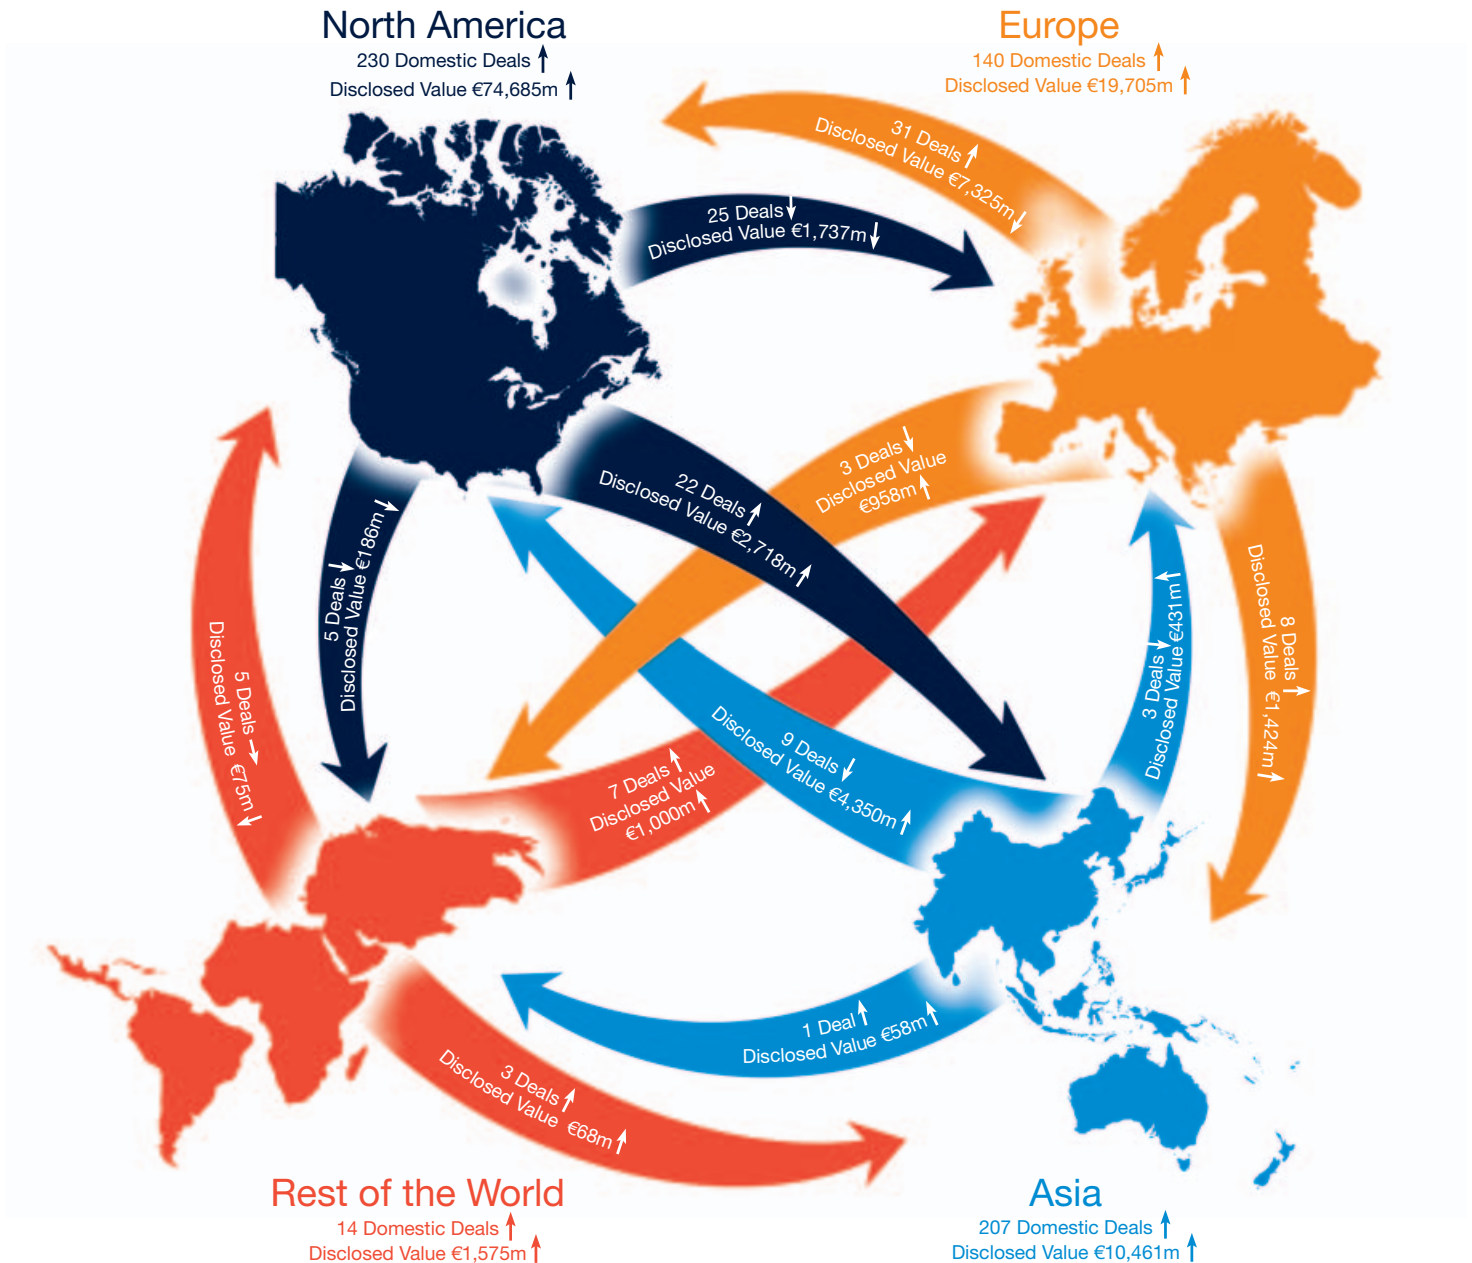 North America
230 Domestic Deals
Disclosed Value €74,685m
Europe
140 Domestic Deals
Disclosed Value €19,705m
31 Deals
Disclosed Value €7,325m
25 Deals
Disclosed Value €1,737m
3 Deals
Disclosed Value
€958m
22 Deals
Disclosed Value €2,718m
5 Deals
Disclosed Value €186m
5 Deals
Disclosed Value €75m
3 Deals
Disclosed Value €431m
8 Deals
Disclosed Value €1,424m
7 Deals
Disclosed Value
€1,000m
9 Deals
Disclosed Value €4,350m
1 Deal
Disclosed Value €58m
3 Deals
Disclosed Value €68m
Rest of the World
14 Domestic Deals
Disclosed Value €1,575m
Asia
207 Domestic Deals
Disclosed Value €10,461m